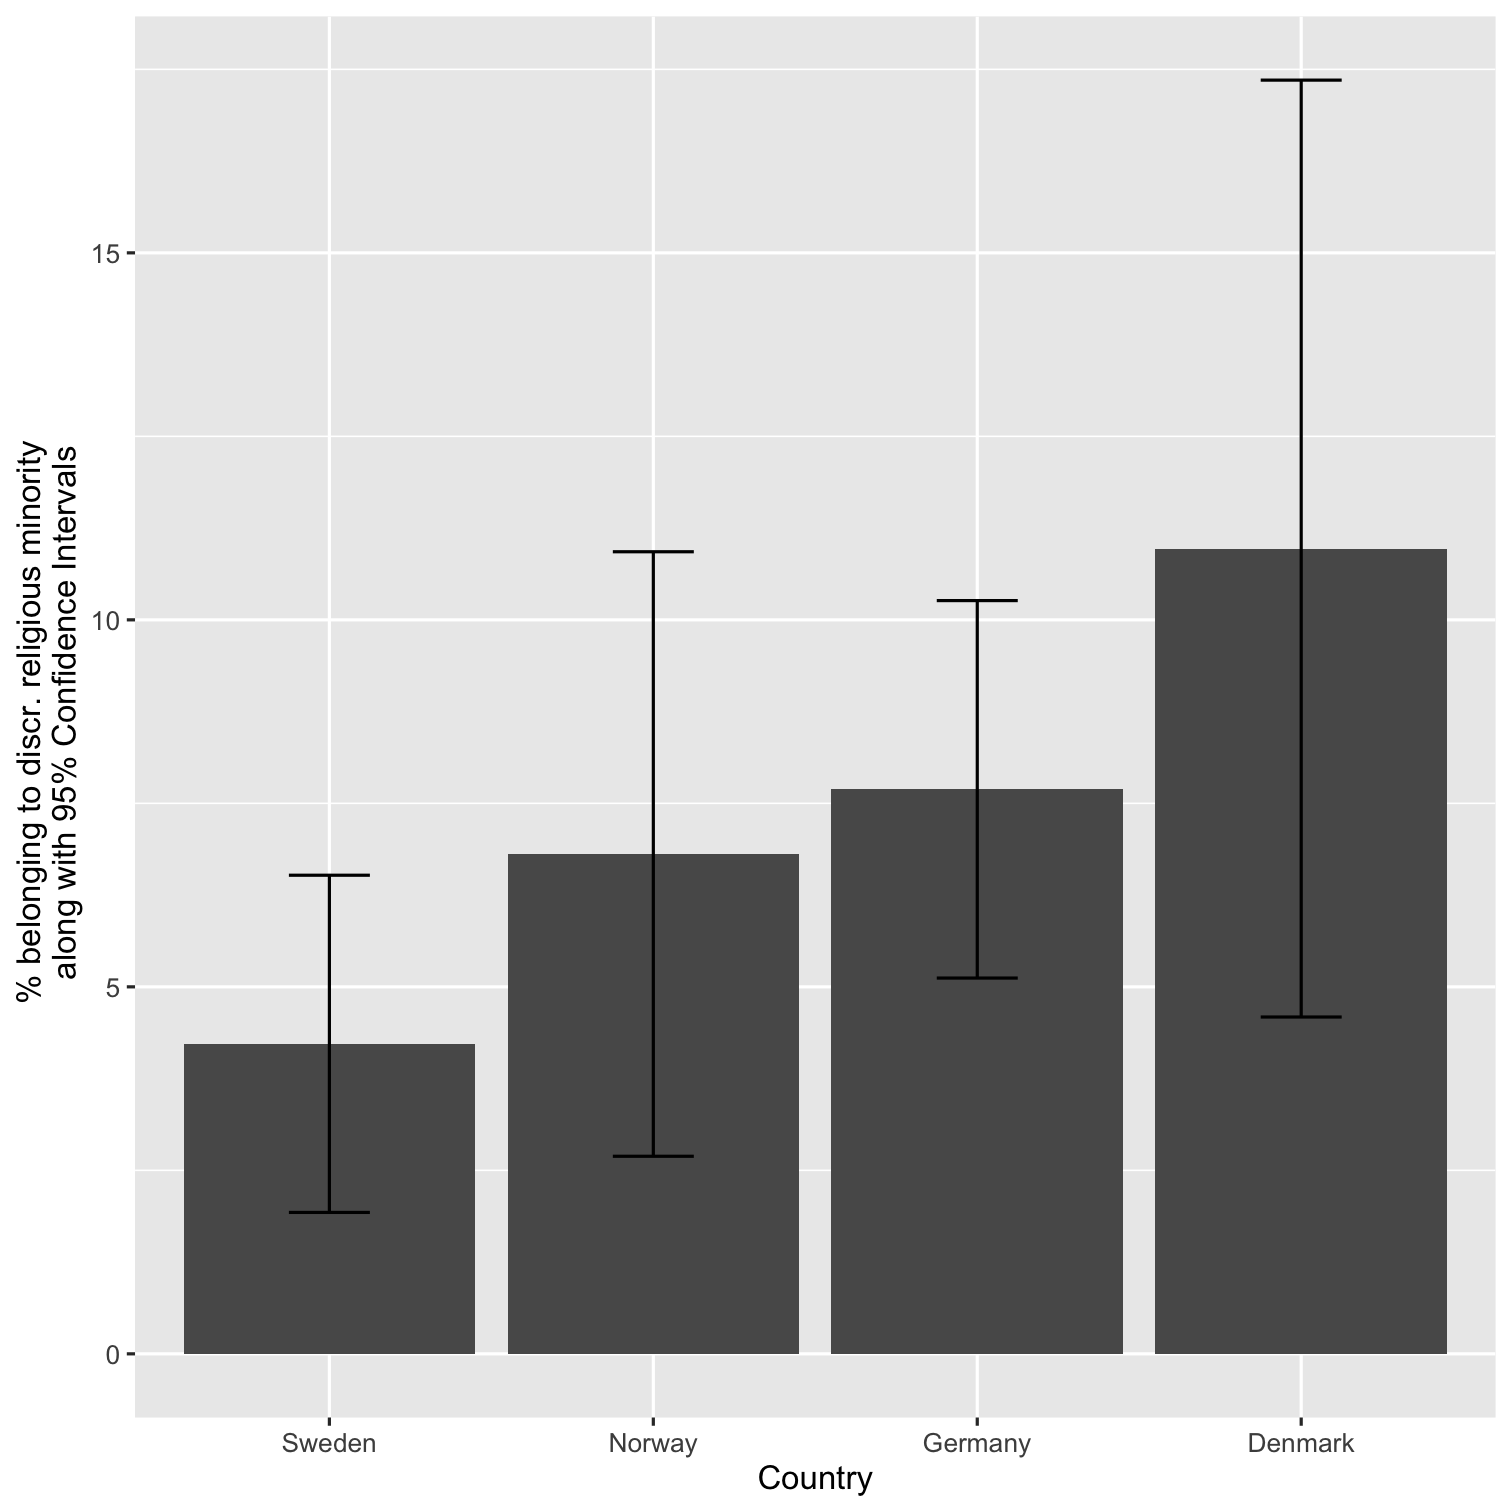 % belonging to discr. religious minority
along with 95% Confidence Intervals
15
10
5
0
Sweden
Norway
Germany
Denmark
Country